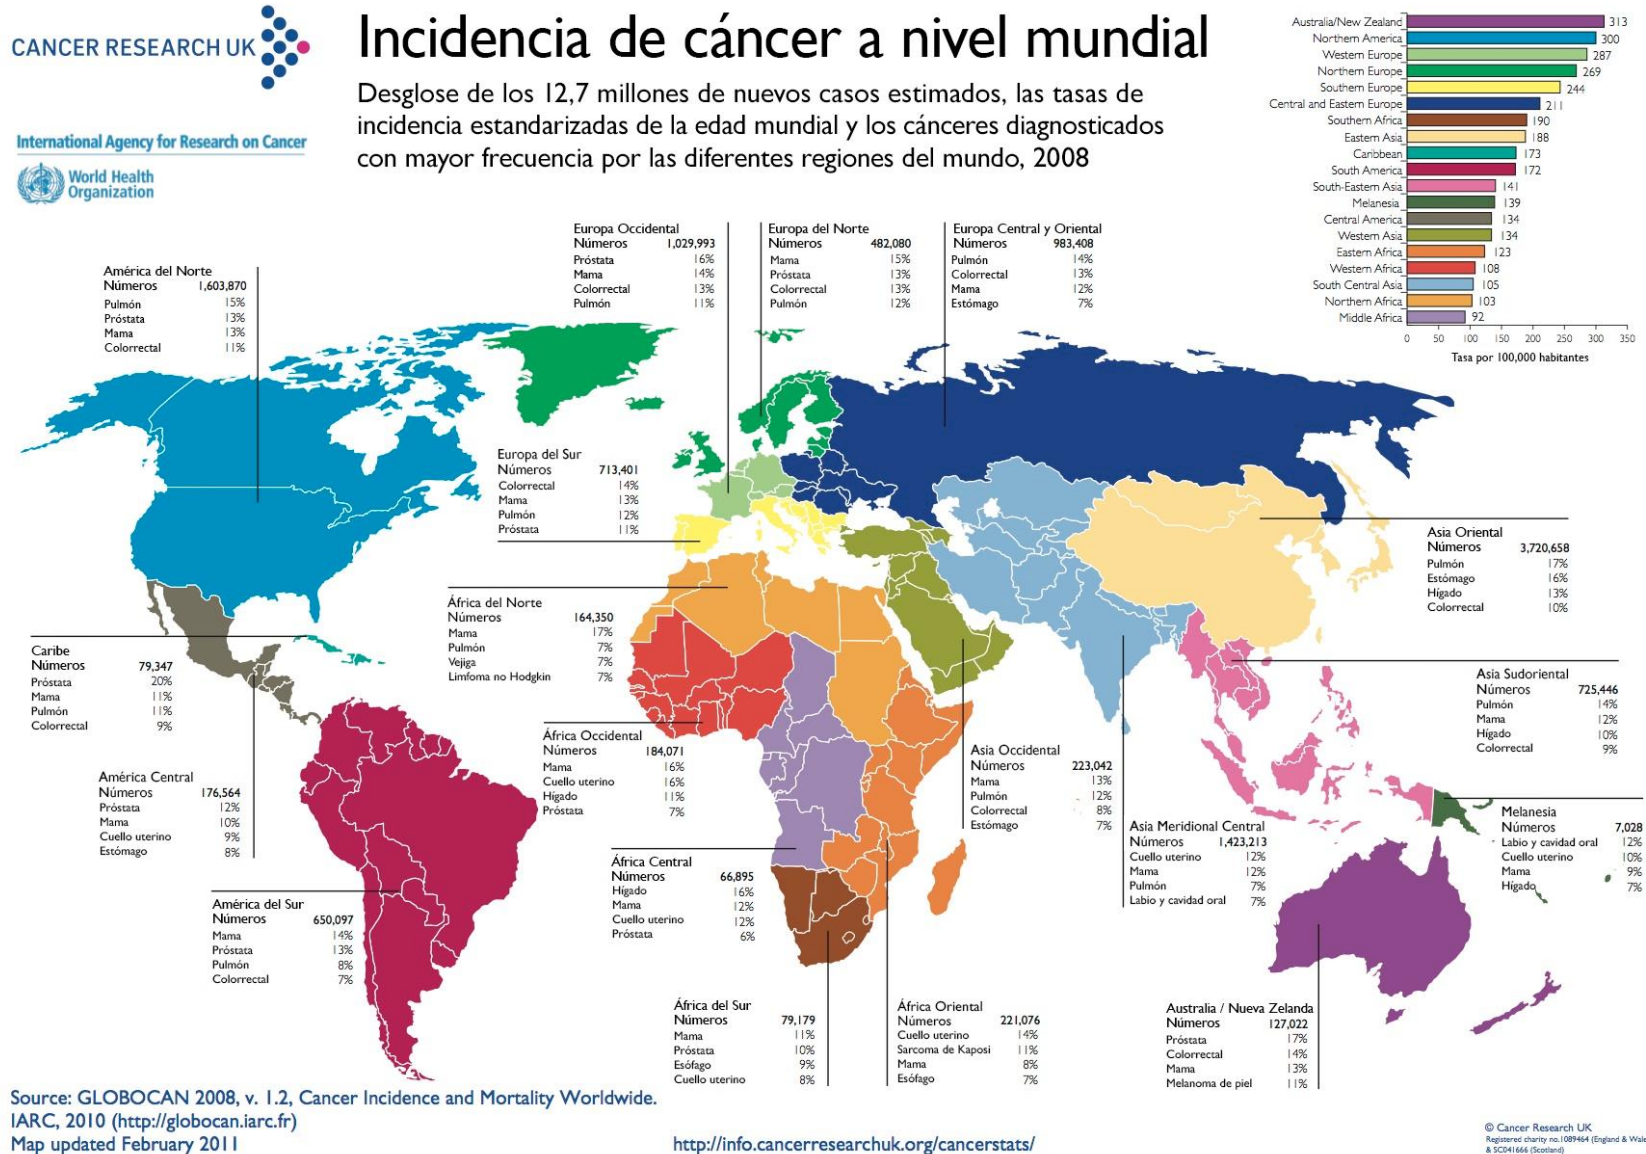 CANCER RESEARCH UK
International Agency for Research on Cancer
World Health
Organization
Incidencia de cáncer a nivel mundial
Desglose de los 12,7 millones de nuevos casos estimados, las tasas de
incidencia estandarizadas de la edad mundial y los cánceres diagnosticados
con mayor frecuencia por las diferentes regiones del mundo, 2008
Australia/New Zealand 313
Northern America 300
Western Europe 287
Northern Europe 269
Southern Europe 244
Central and Eastern Europe 211
Southern Africa 190
Eastern Asia 188
Caribbean 173
South America 172
South-Eastern Asia 141
Melanesia 139
Central America 134
Western Asia 134
Eastern Africa 123
Western Africa 108
South Central Asia 105
Northern Africa 103
Middle Africa 92
0 50 100 150 200 250 300 350
Tasa por 100,000 habitantes
América del Norte
Números 1,603,870
Pulmón 15%
Próstata 13%
Mama 13%
Colorrectal 11%
Europa Occidental
Números 1,029,993
Próstata 16%
Mama 14%
Colorrectal 13%
Pulmón 11%
Europa del Norte
Números 482,080
Mama 15%
Próstata 13%
Colorrectal 13%
Pulmón 12%
Europa Central y Oriental
Números 983,408
Pulmón 14%
Colorrectal 13%
Mama 12%
Estómago 7%
Europa del Sur
Números 713,401
Colorrectal 14%
Mama 13%
Pulmón 12%
Próstata 11%
Asia Oriental
Números 3,720,658
Pulmón 17%
Estómago 16%
Hígado 13%
Colorrectal 10%
África del Norte
Números 164,350
Mama 17%
Pulmón 7%
Vejiga 7%
Limfoma no Hodgkin 7%
Caribe
Números 79,347
Próstata 20%
Mama 11%
Pulmón 11%
Colorrectal 9%
Asia Sudoriental
Números 725,446
Pulmón 14%
Mama 12%
Hígado 10%
Colorrectal 9%
África Occidental
Números 184,071
Mama 16%
Cuello uterino 16%
Hígado 11%
Próstata 7%
Asia Occidental
Números 223,042
Mama 13%
Pulmón 12%
Colorrectal 8%
Estómago 7%
América Central
Números 176,564
Próstata 12%
Mama 10%
Cuello uterino 9%
Estómago 8%
Asia Meridional Central
Números 1,423,213
Cuello uterino 12%
Mama 12%
Pulmón 7%
Labio y cavidad oral 7%
Melanesia
Números 7,028
Labio y cavidad oral 12%
Cuello uterino 10%
Mama 9%
Hígado 7%
África Central
Números 66,895
Hígado 16%
Mama 12%
Cuello uterino 12%
Próstata 6%
América del Sur
Números 650,097
Mama 14%
Próstata 13%
Pulmón 8%
Colorrectal 7%
África del Sur
Números 79,179
Mama 11%
Próstata 10%
Esófago 9%
Cuello uterino 8%
África Oriental
Números 221,076
Cuello uterino 14%
Sarcoma de Kaposi 11%
Mama 8%
Esófago 7%
Australia / Nueva Zelanda
Números 127,022
Próstata 17%
Colorrectal 14%
Mama 13%
Melanoma de piel 11%
Source: GLOBOCAN 2008, v. 1.2, Cancer Incidence and Mortality Worldwide.
IARC, 2010 (http://globocan.iarc.fr)
Map updated February 2011
http://info.cancerresearchuk.org/cancerstats/
© Cancer Research UK
Registered charity no.1089464 (England & Wale
& SC041666 (Scotland)